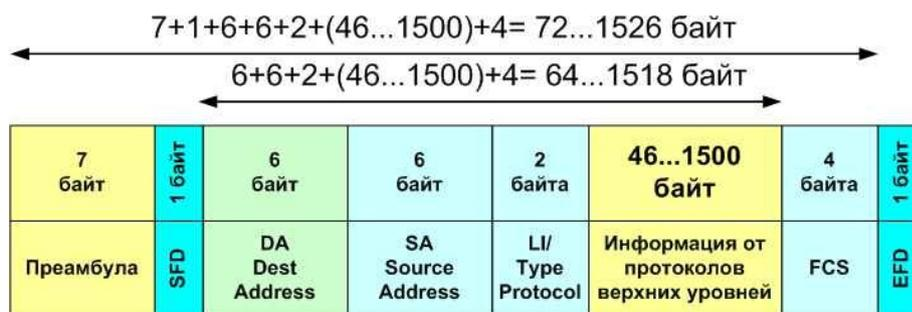 7+1+6+6+2+(46...1500)+4= 72...1526 байт
6+6+2+(46...1500)+4= 64...1518 байт
7
байт
1 байт
6
байт
6
байт
2
байта
46...1500
байт
4
байта
1 байт
Преамбула
SFD
DA
Dest
Address
SA
Source
Address
LI/
Type
Protocol
Информация от
протоколов
верхних уровней
FCS
EFD